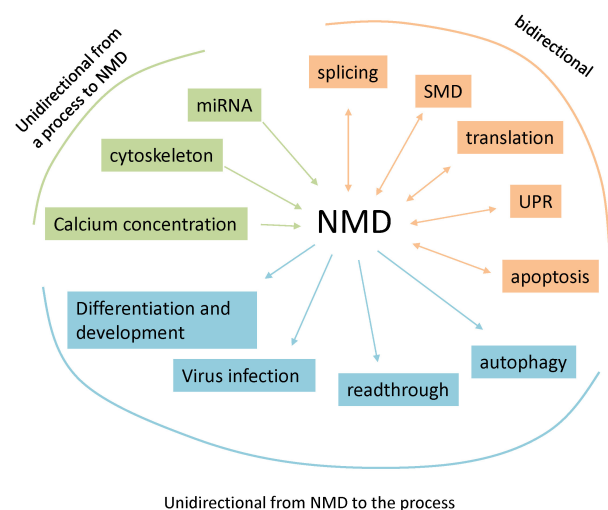 Unidirectional from
a process to NMD
bidirectional
splicing
SMD
miRNA
translation
cytoskeleton
UPR
Calcium concentration
NMD
apoptosis
Differentiation and
development
Virus infection
autophagy
readthrough
Unidirectional from NMD to the process